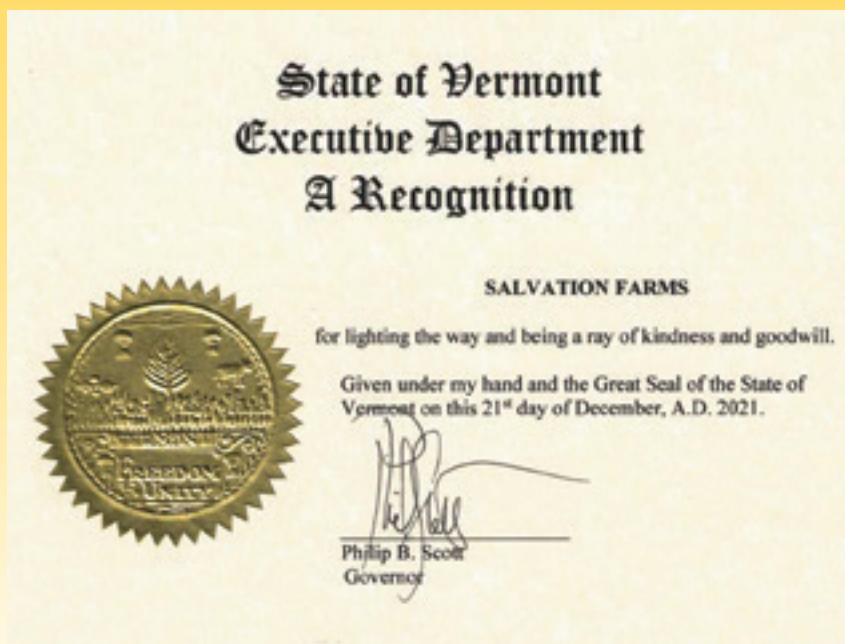 State of Vermont
Executive Department
A Recognition
SALVATION FARMS
for lighting the way and being a ray of kindness and goodwill.
Given under my hand and the Great Seal of the State of
Vermont on this 21st day of December, A.D. 2021.
Philip B. Scott
Governor
FREEDOM
UNITY